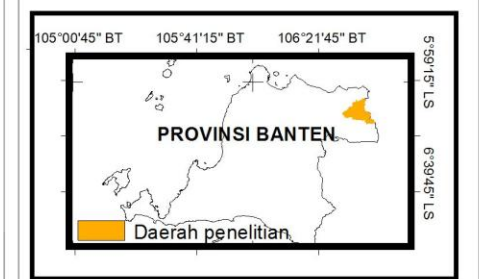 105°00'45" BT 105°41'15" BT 106°21'45" BT
5°59'15" LS
PROVINSI BANTEN
6°39'45" LS
Daerah penelitian